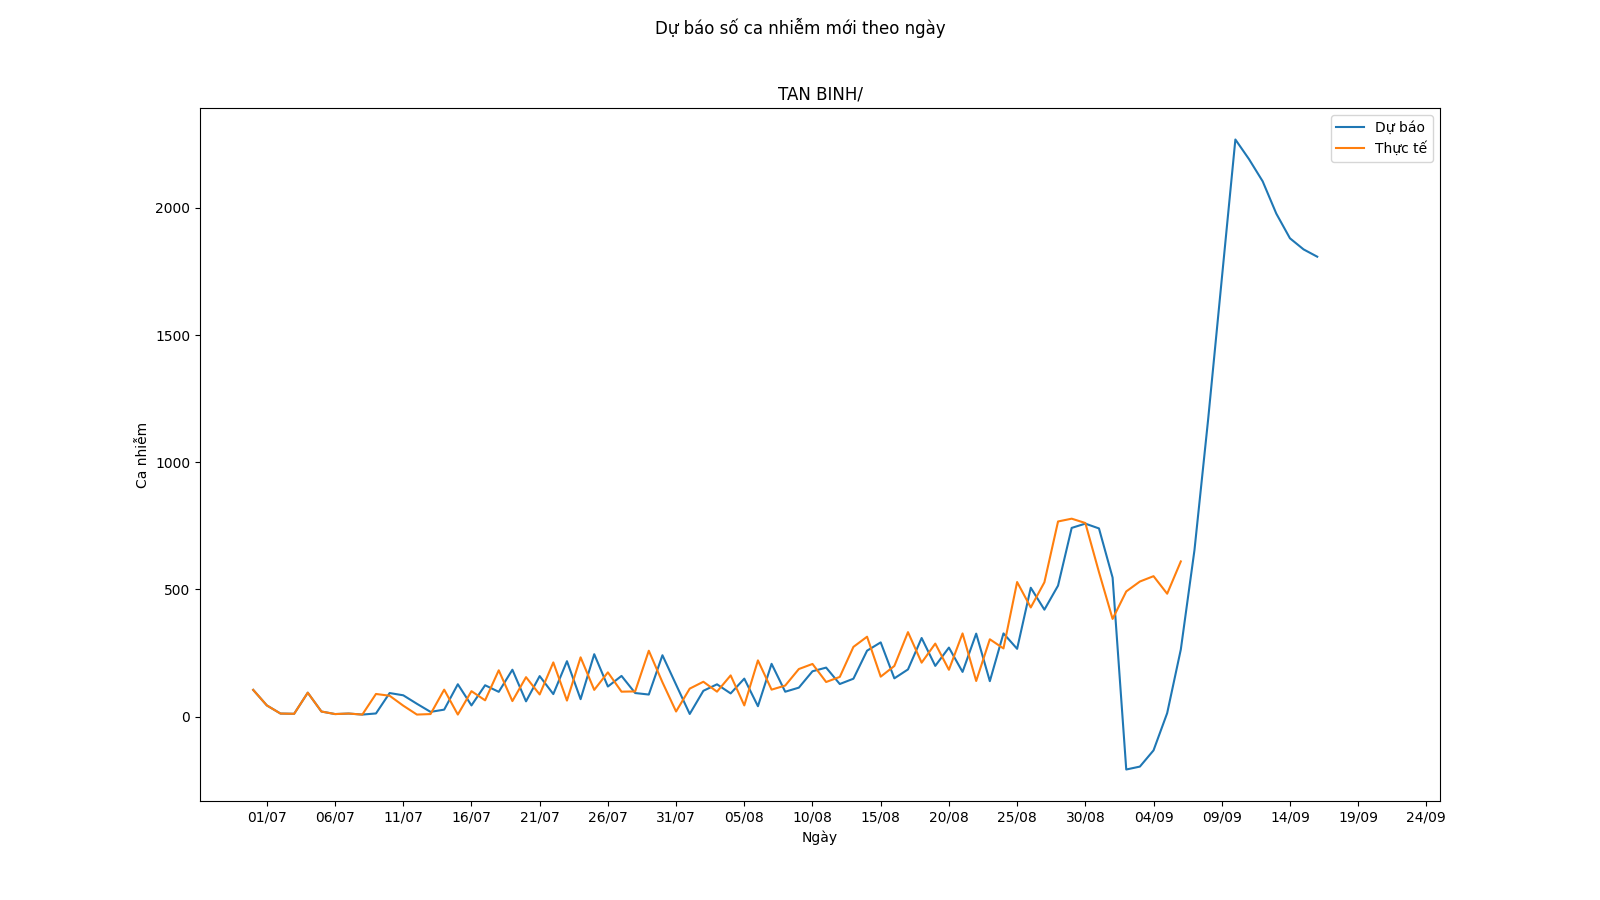 Dự báo số ca nhiễm mới theo ngày
TAN BINH/
Dự báo
Thực tế
2000
1500
1000
500
0
Ca nhiễm
01/07 06/07 11/07 16/07 21/07 26/07 31/07 05/08 10/08 15/08 20/08 25/08 30/08 04/09 09/09 14/09 19/09 24/09
Ngày